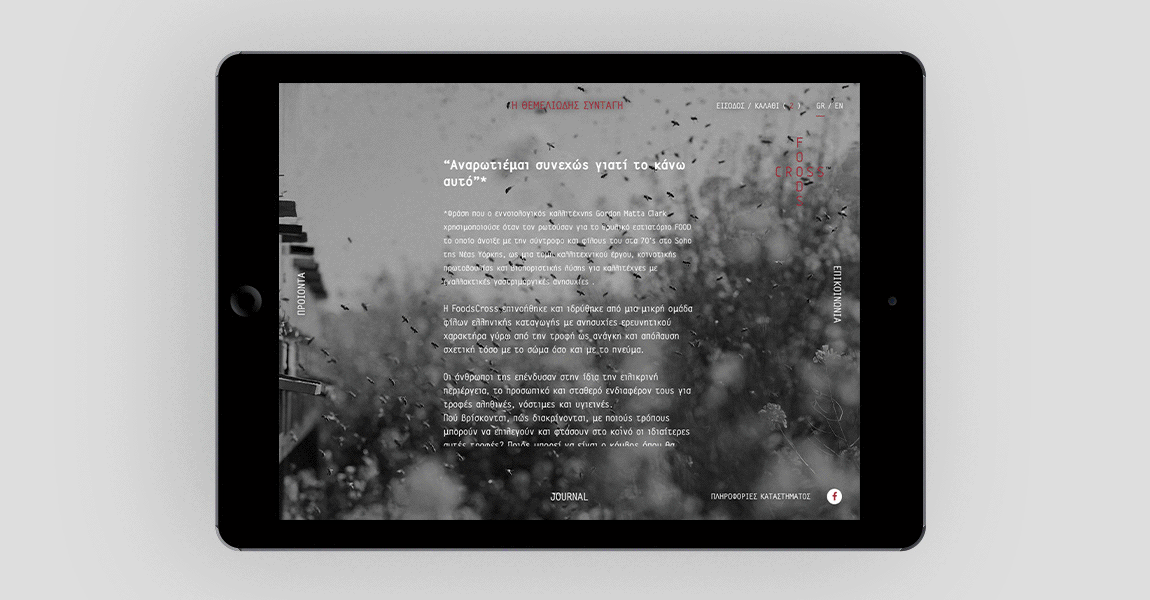 Η ΘΕΜΕΛΙΩΔΗΣ ΣΥΝΤΑΓΗ
ΕΙΣΟΔΟΣ / ΚΑΛΑΘΙ ( 2 )
GR / EN
FOODS
CROSS™
“Αναρωτιέμαι συνεχώς γιατί το κάνω
αυτό”*
*Φράση που ο εννοιολογικός καλλιτέχνης Gordon Matta Clark
χρησιμοποιούσε όταν τον ρωτούσαν για το θρυλικό εστιατόριο FOOD
το οποίο άνοιξε με την σύντροφο και φίλους του στα 70's στο Soho
της Νέας Υόρκης, ως μια τομή καλλιτεχνικού έργου, κοινοτικής
πρωτοβουλίας και βιοποριστικής λύσης για καλλιτέχνες με
εναλλακτικές γαστριμαργικές ανησυχίες .
Η FoodsCross επινοήθηκε και ιδρύθηκε από μια μικρή ομάδα
φίλων ελληνικής καταγωγής με ανησυχίες ερευνητικού
χαρακτήρα γύρω από την τροφή ως ανάγκη και απόλαυση
σχετική τόσο με το σώμα όσο και με το πνεύμα.
Οι άνθρωποι της επένδυσαν στην ίδια την ειλικρινή
περιέργεια, το προσωπικό και σταθερό ενδιαφέρον τους για
τροφές αληθινές, νόστιμες και υγιεινές.
Πού βρίσκονται, πώς διακρίνονται, με ποιούς τρόπους
μπορούν να επιλεγούν και φτάσουν στο κοινό οι ιδιαίτερες
αυτές τροφές? Ποιός μπορεί να είναι ο κόμβος όπου θα
ΠΡΟΙΟΝΤΑ
ΕΠΙΚΟΙΝΩΝΙΑ
JOURNAL
ΠΛΗΡΟΦΟΡΙΕΣ ΚΑΤΑΣΤΗΜΑΤΟΣ
f